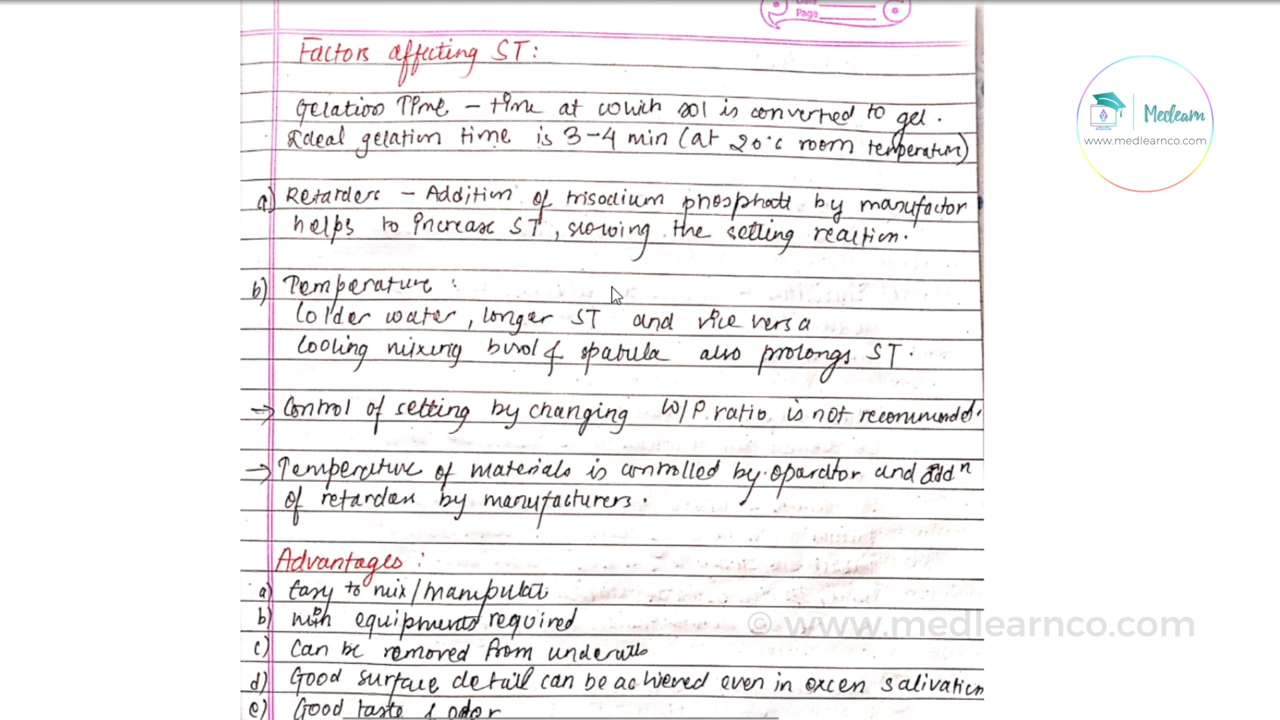 Page
Factors affecting ST:
Gelation Time - time at which sol is converted to gel.
Ideal gelation time is 3-4 min (at 20°c room temperature)
a) Retarders - Addition of trisodium phosphate by manufactor
helps to increase ST, slowing the setting reaction.
b) Temperature:
Colder water, longer ST and vice versa
Cooling mixing bowl & spatula also prolongs ST.
→ Control of setting by changing W/P ratio is not recommended.
→ Temperature of materials is controlled by operator and addⁿ
of retarders by manufacturers.
Advantages:
a) Easy to mix/manipulate
b) min equipments required
c) Can be removed from undercuts
d) Good surface detail can be achieved even in excess salivation
e) Good taste & odor
Medlearn
www.medlearnco.com
© www.medlearnco.com